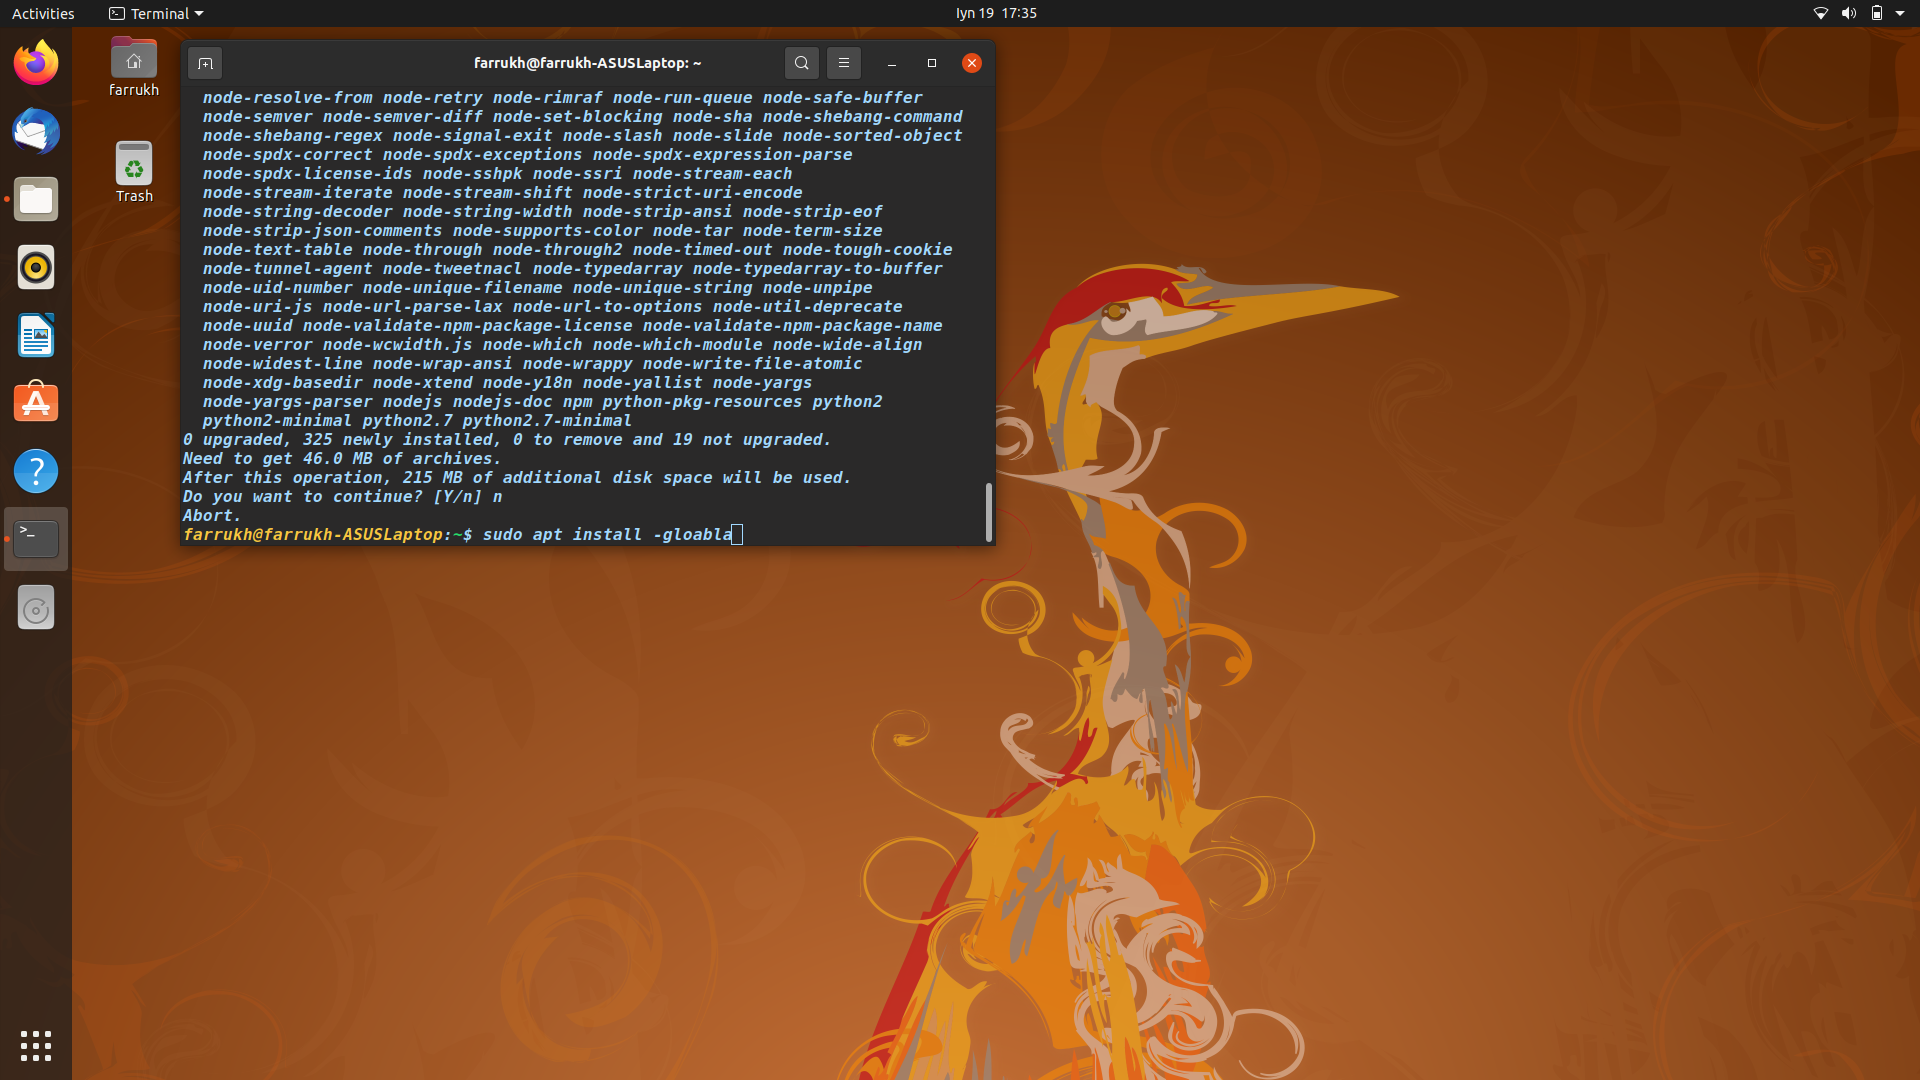 Activities
Terminal
Iyn 19 17:35
farrukh
Trash
farrukh@farrukh-ASUSLaptop: ~
node-resolve-from node-retry node-rimraf node-run-queue node-safe-buffer
node-semver node-semver-diff node-set-blocking node-sha node-shebang-command
node-shebang-regex node-signal-exit node-slash node-slide node-sorted-object
node-spdx-correct node-spdx-exceptions node-spdx-expression-parse
node-spdx-license-ids node-sshpk node-ssri node-stream-each
node-stream-iterate node-stream-shift node-strict-uri-encode
node-string-decoder node-string-width node-strip-ansi node-strip-eof
node-strip-json-comments node-supports-color node-tar node-term-size
node-text-table node-through node-through2 node-timed-out node-tough-cookie
node-tunnel-agent node-tweetnacl node-typedarray node-typedarray-to-buffer
node-uid-number node-unique-filename node-unique-string node-unpipe
node-uri-js node-url-parse-lax node-url-to-options node-util-deprecate
node-uuid node-validate-npm-package-license node-validate-npm-package-name
node-verror node-wcwidth.js node-which node-which-module node-wide-align
node-widest-line node-wrap-ansi node-wrappy node-write-file-atomic
node-xdg-basedir node-xtend node-y18n node-yallist node-yargs
node-yargs-parser nodejs nodejs-doc npm python-pkg-resources python2
python2-minimal python2.7 python2.7-minimal
0 upgraded, 325 newly installed, 0 to remove and 19 not upgraded.
Need to get 46.0 MB of archives.
After this operation, 215 MB of additional disk space will be used.
Do you want to continue? [Y/n] n
Abort.
farrukh@farrukh-ASUSLaptop:~$ sudo apt install -gloabla